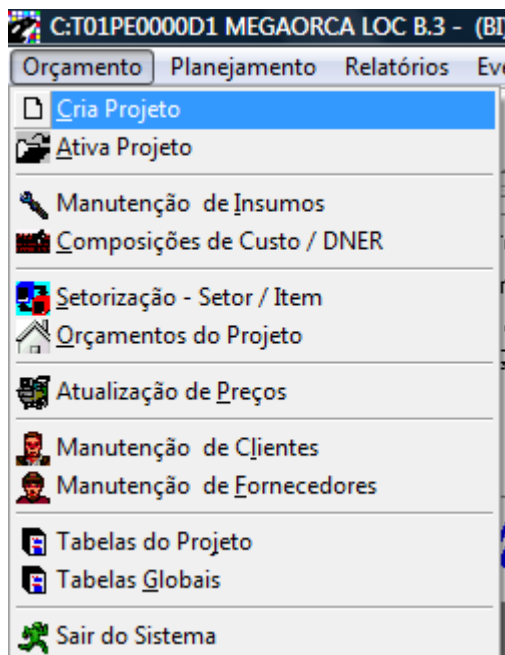 C:T01PE0000D1 MEGAORCA LOC B.3 - (BI
Orçamento Planejamento Relatórios Eve
Cria Projeto
Ativa Projeto
Manutenção de Insumos
Composições de Custo / DNER
Setorização - Setor / Item
Orçamentos do Projeto
Atualização de Preços
Manutenção de Clientes
Manutenção de Fornecedores
Tabelas do Projeto
Tabelas Globais
Sair do Sistema